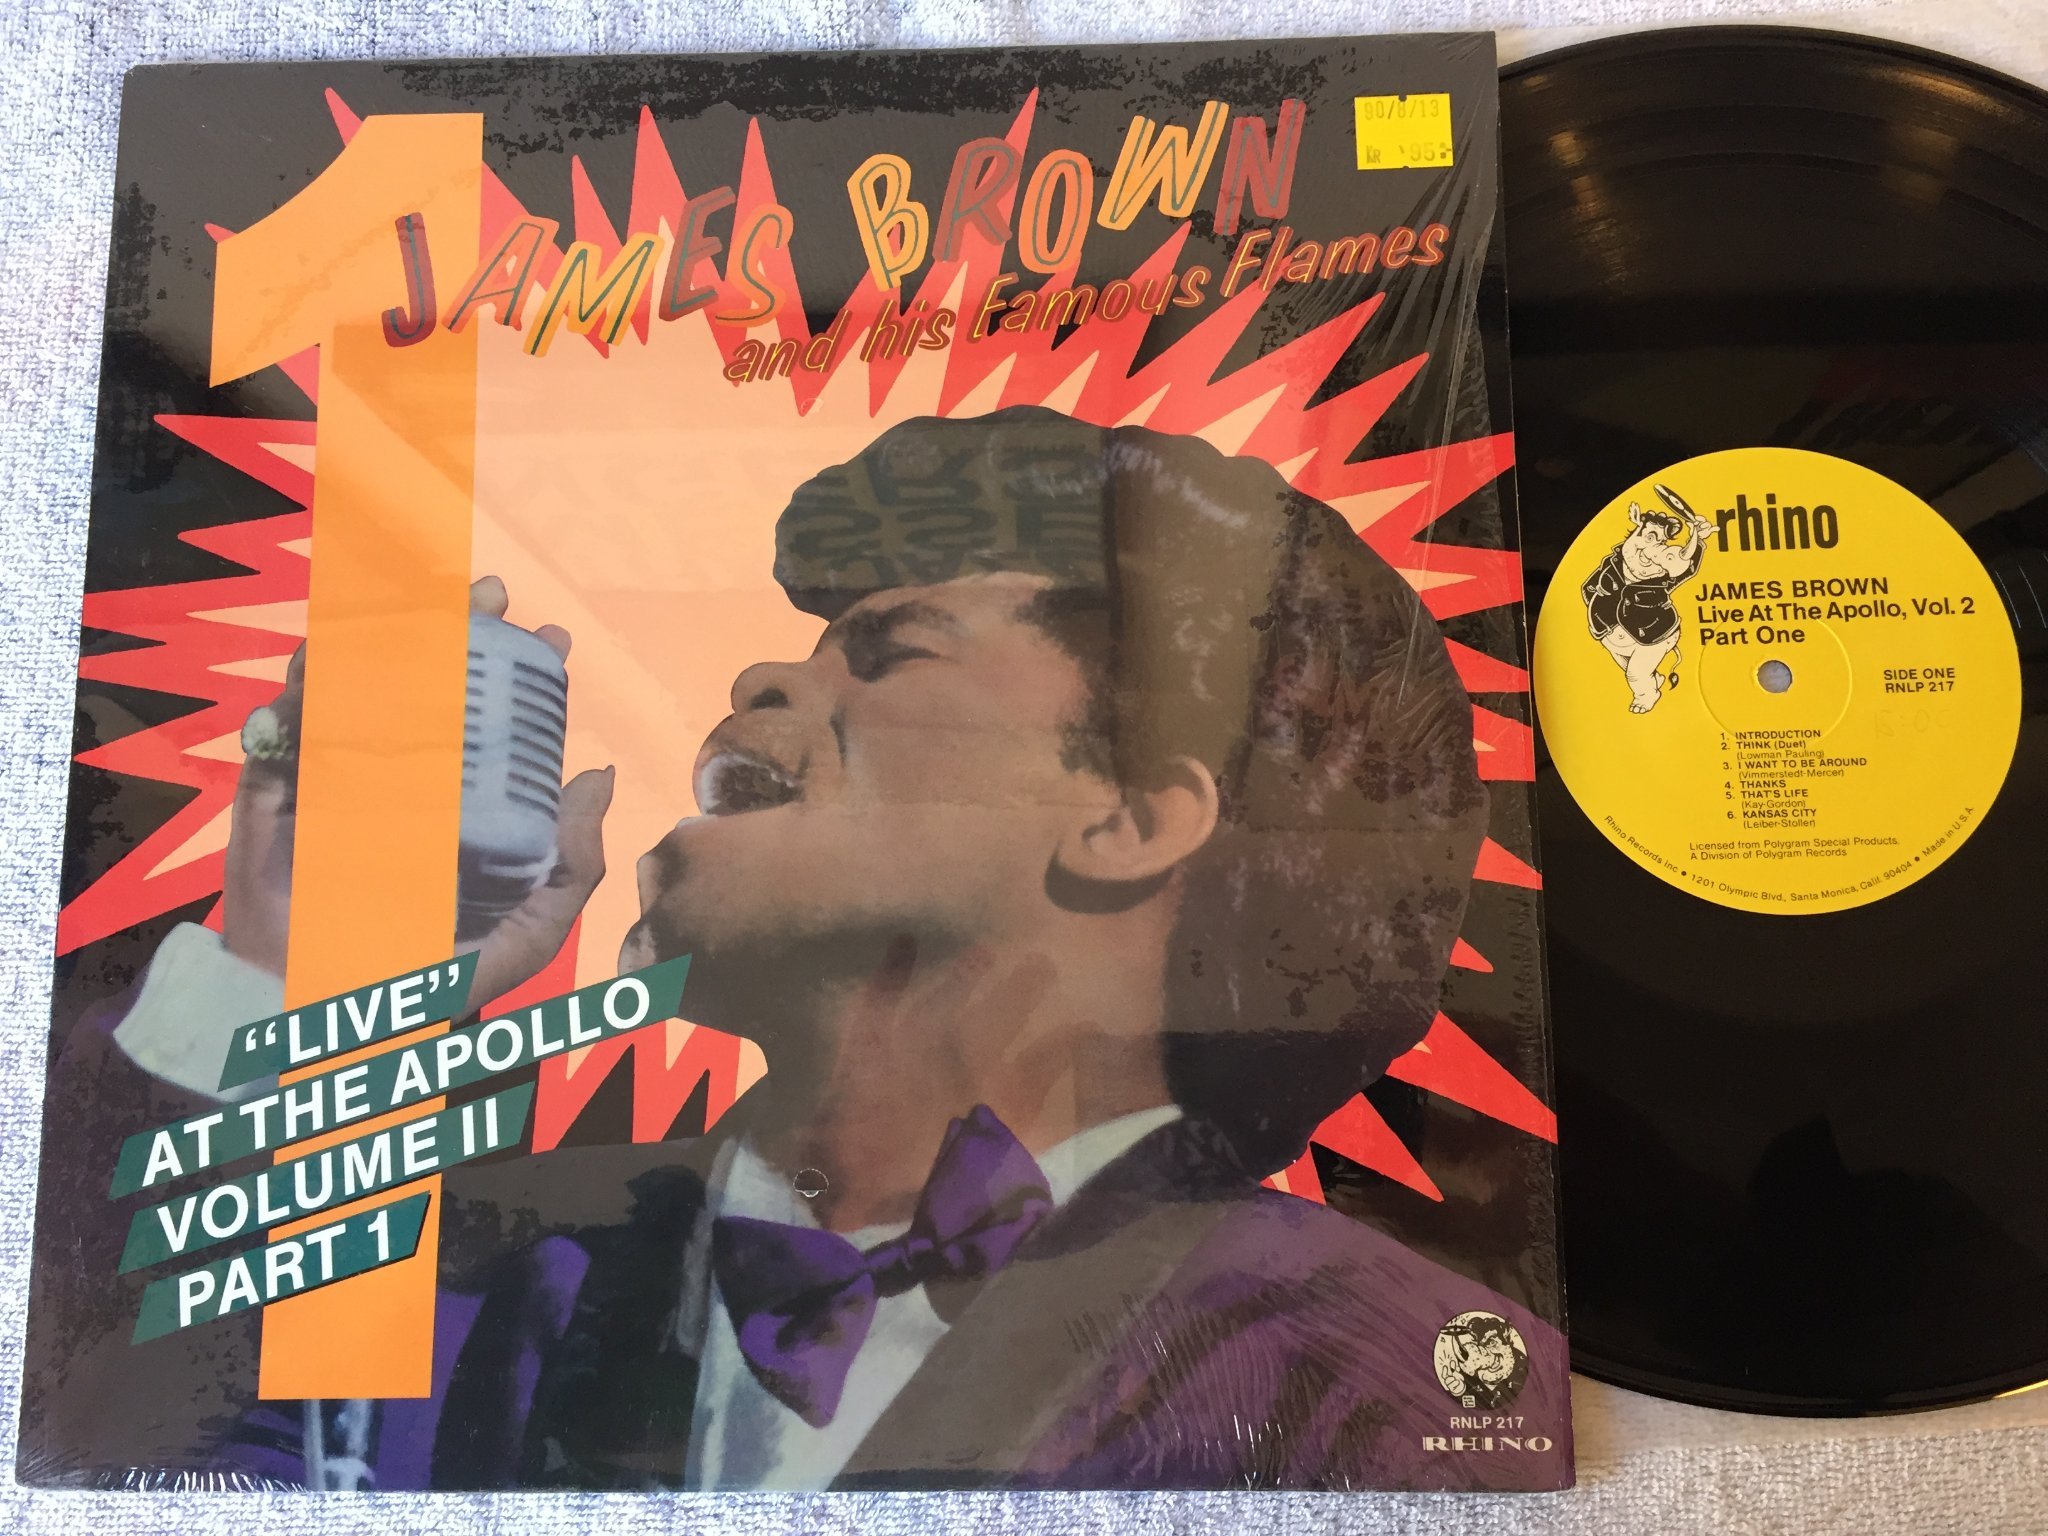 90/8/13
KR 95:-
JAMES BROWN
and his Famous Flames
"LIVE"
AT THE APOLLO
VOLUME II
PART 1
RNLP 217
RHINO
rhino
JAMES BROWN
Live At The Apollo, Vol. 2
Part One
SIDE ONE
RNLP 217
1. INTRODUCTION
2. THINK (Duet)
(Lowman Pauling)
3. I WANT TO BE AROUND
(Vimmerstedt-Mercer)
4. THANKS
5. THAT'S LIFE
(Kay-Gordon)
6. KANSAS CITY
(Leiber-Stoller)
Licensed from Polygram Special Products,
A Division of Polygram Records
Rhino Records Inc • 1201 Olympic Blvd., Santa Monica, Calif. 90404 • Made in U.S.A.